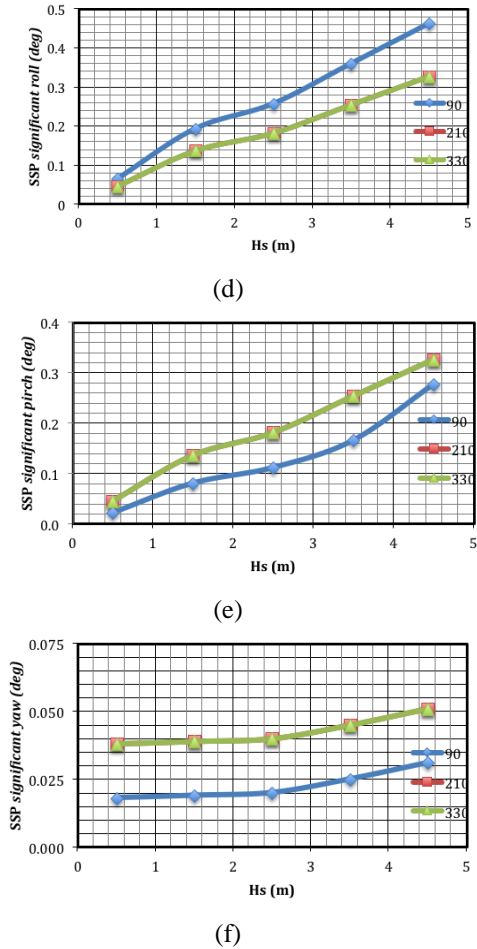 0.5
0.4
0.3
0.2
0.1
0
SSP significant roll (deg)
90
210
330
0 1 2 3 4 5
Hs (m)
(d)
0.4
0.3
0.2
0.1
0.0
SSP significant pirch (deg)
90
210
330
0 1 2 3 4 5
Hs (m)
(e)
0.075
0.050
0.025
0.000
SSP significant yaw (deg)
90
210
330
0 1 2 3 4 5
Hs (m)
(f)